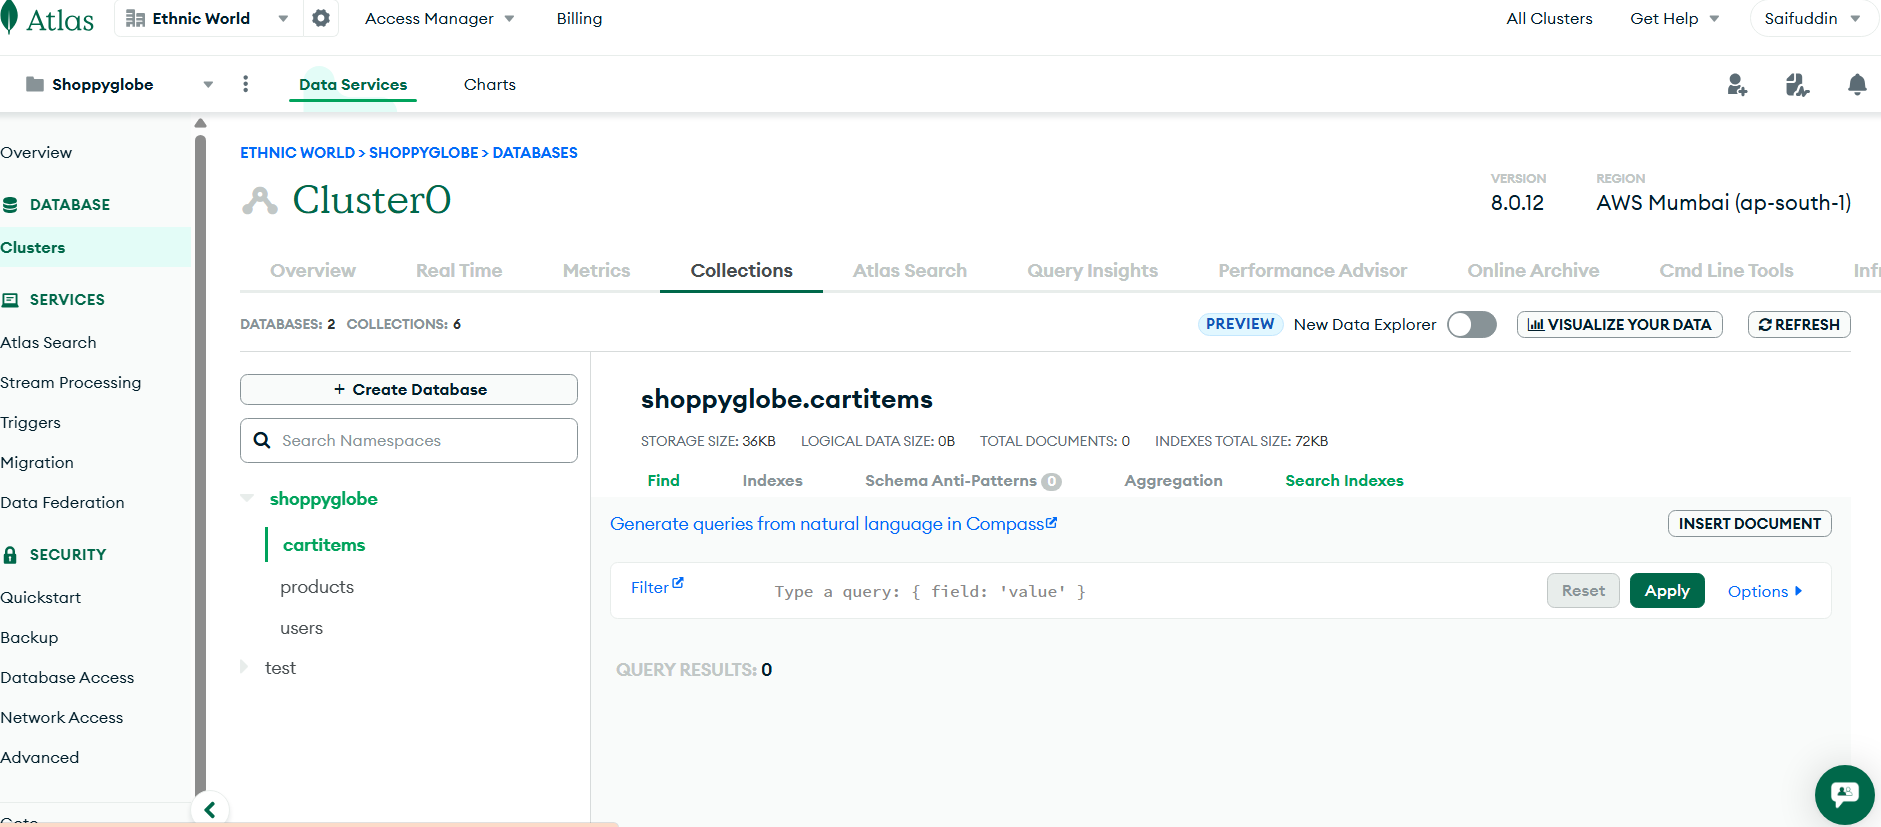 Atlas
Ethnic World
Access Manager
Billing
All Clusters
Get Help
Saifuddin
Shoppyglobe
Data Services
Charts
Overview
DATABASE
Clusters
SERVICES
Atlas Search
Stream Processing
Triggers
Migration
Data Federation
SECURITY
Quickstart
Backup
Database Access
Network Access
Advanced
ETHNIC WORLD > SHOPPYGLOBE > DATABASES
Cluster0
VERSION
8.0.12
REGION
AWS Mumbai (ap-south-1)
Overview
Real Time
Metrics
Collections
Atlas Search
Query Insights
Performance Advisor
Online Archive
Cmd Line Tools
DATABASES: 2 COLLECTIONS: 6
PREVIEW
New Data Explorer
VISUALIZE YOUR DATA
REFRESH
+ Create Database
Search Namespaces
shoppyglobe
cartitems
products
users
test
shoppyglobe.cartitems
STORAGE SIZE: 36KB LOGICAL DATA SIZE: 0B TOTAL DOCUMENTS: 0 INDEXES TOTAL SIZE: 72KB
Find
Indexes
Schema Anti-Patterns 0
Aggregation
Search Indexes
Generate queries from natural language in Compass
INSERT DOCUMENT
Filter
Type a query: { field: 'value' }
Reset
Apply
Options
QUERY RESULTS: 0